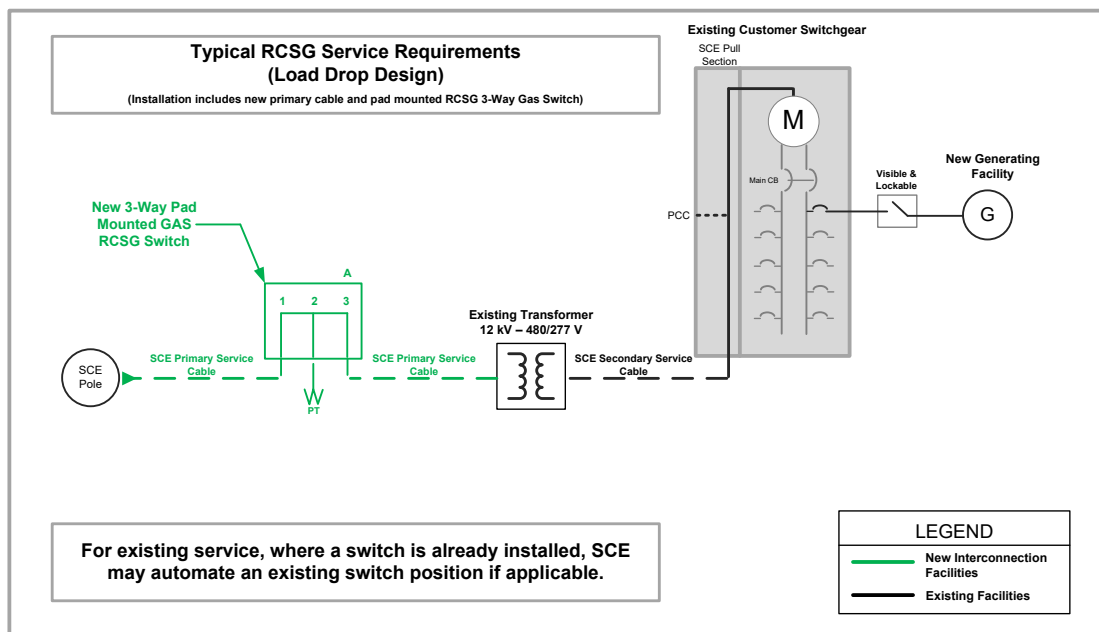 Typical RCSG Service Requirements
(Load Drop Design)
(Installation includes new primary cable and pad mounted RCSG 3-Way Gas Switch)
Existing Customer Switchgear
SCE Pull
Section
M
Main CB
PCC
Visible &
Lockable
New Generating
Facility
G
New 3-Way Pad
Mounted GAS
RCSG Switch
A
1 2 3
PT
SCE
Pole
SCE Primary Service
Cable
SCE Primary Service
Cable
Existing Transformer
12 kV – 480/277 V
SCE Secondary Service
Cable
For existing service, where a switch is already installed, SCE
may automate an existing switch position if applicable.
LEGEND
New Interconnection
Facilities
Existing Facilities